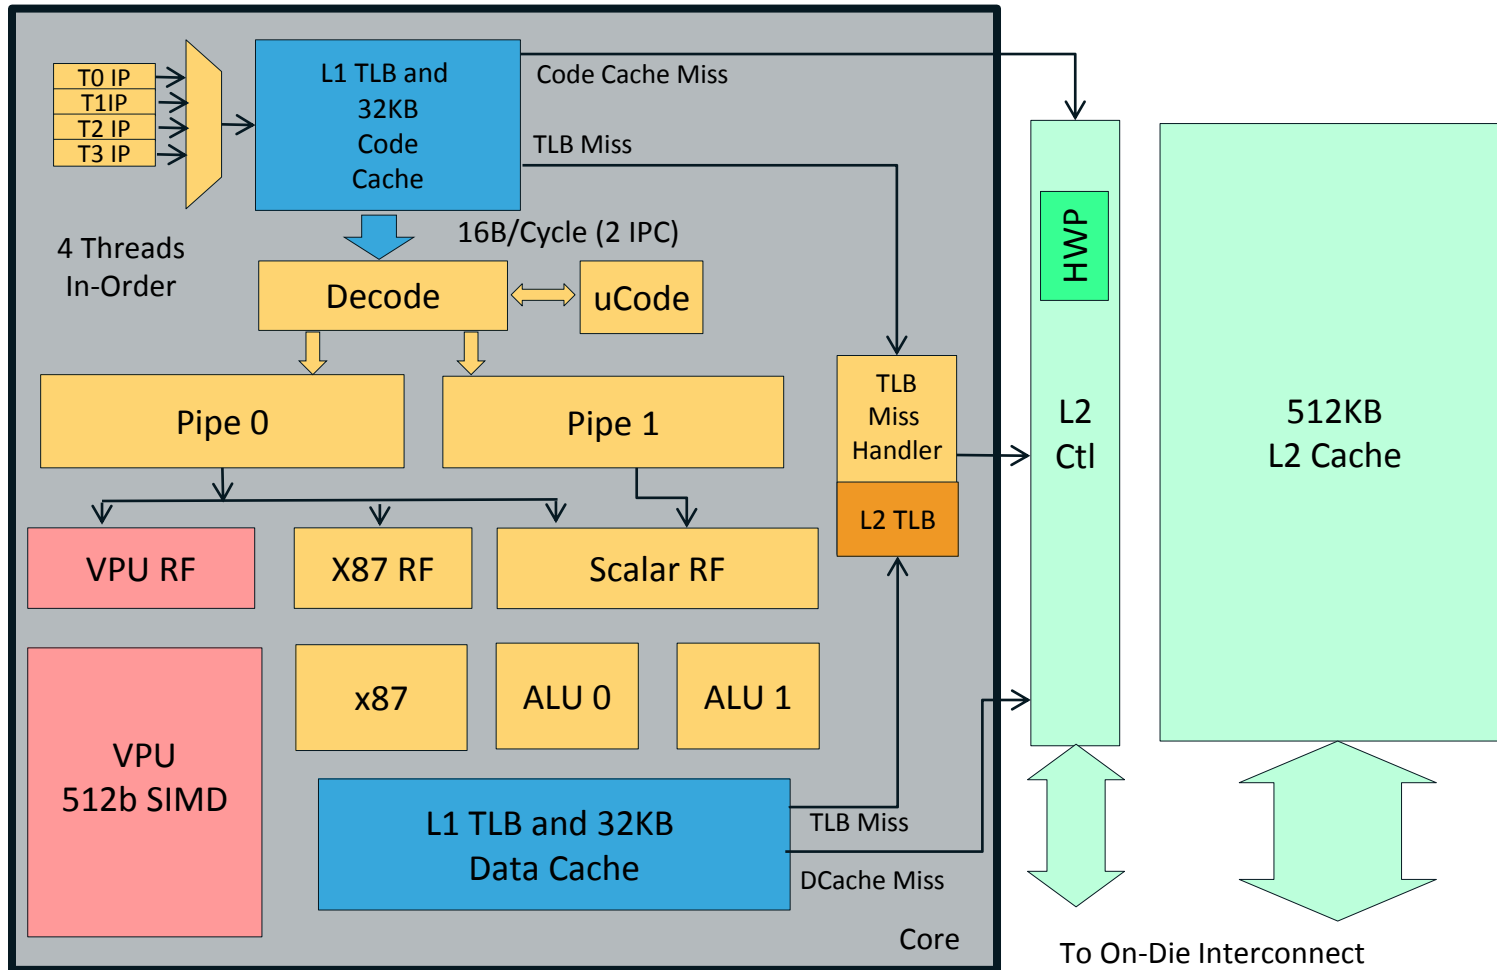 T0 IP
T1IP
T2 IP
T3 IP
L1 TLB and
32KB
Code
Cache
Code Cache Miss
TLB Miss
4 Threads
In-Order
16B/Cycle (2 IPC)
Decode
uCode
Pipe 0
Pipe 1
TLB
Miss
Handler
L2 TLB
VPU RF
X87 RF
Scalar RF
VPU
512b SIMD
x87
ALU 0
ALU 1
L1 TLB and 32KB
Data Cache
TLB Miss
DCache Miss
Core
HWP
L2
Ctl
512KB
L2 Cache
To On-Die Interconnect